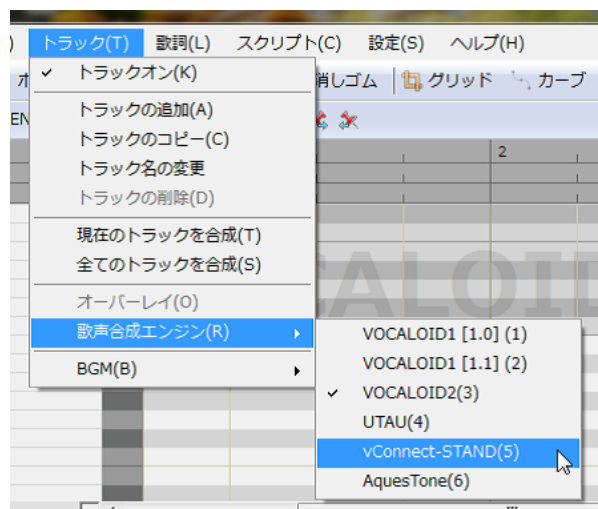 ) トラック(T) 歌詞(L) スクリプト(C) 設定(S) ヘルプ(H)
✓ トラックオン(K)
消しゴム グリッド カーブ
トラックの追加(A)
EN
トラックのコピー(C)
トラック名の変更
2
トラックの削除(D)
現在のトラックを合成(T)
全てのトラックを合成(S)
CALOID
オーバーレイ(O)
歌声合成エンジン(R)
VOCALOID1 [1.0] (1)
BGM(B)
VOCALOID1 [1.1] (2)
✓ VOCALOID2(3)
UTAU(4)
vConnect-STAND(5)
AquesTone(6)